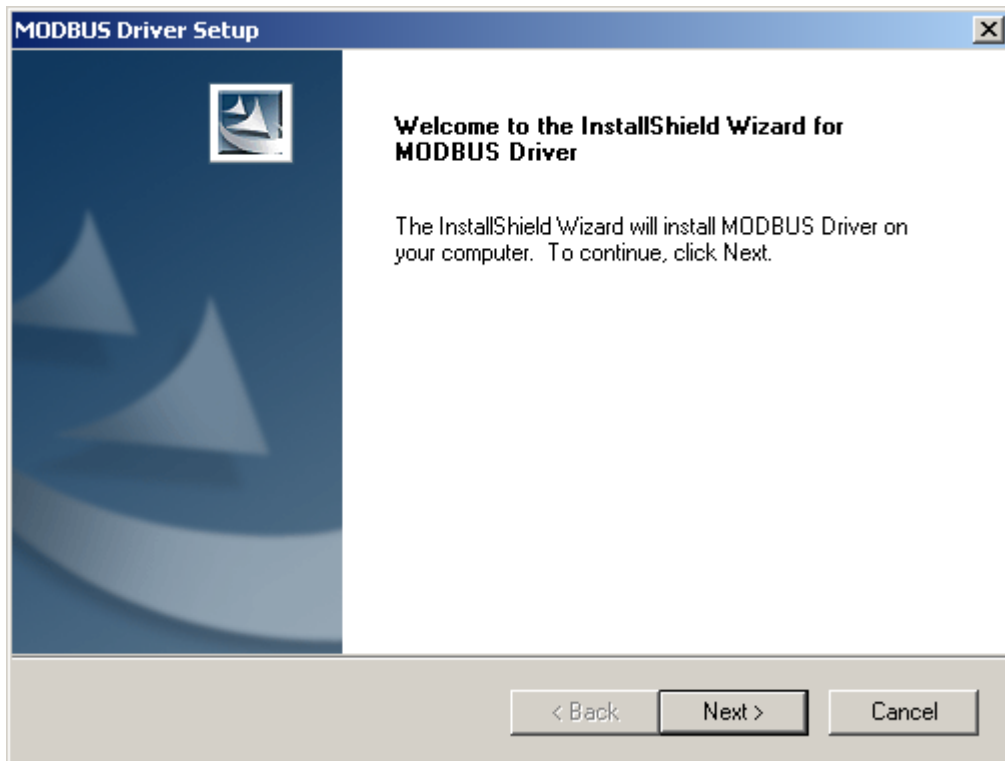 MODBUS Driver Setup
Welcome to the InstallShield Wizard for
MODBUS Driver
The InstallShield Wizard will install MODBUS Driver on
your computer.  To continue, click Next.
< Back
Next >
Cancel